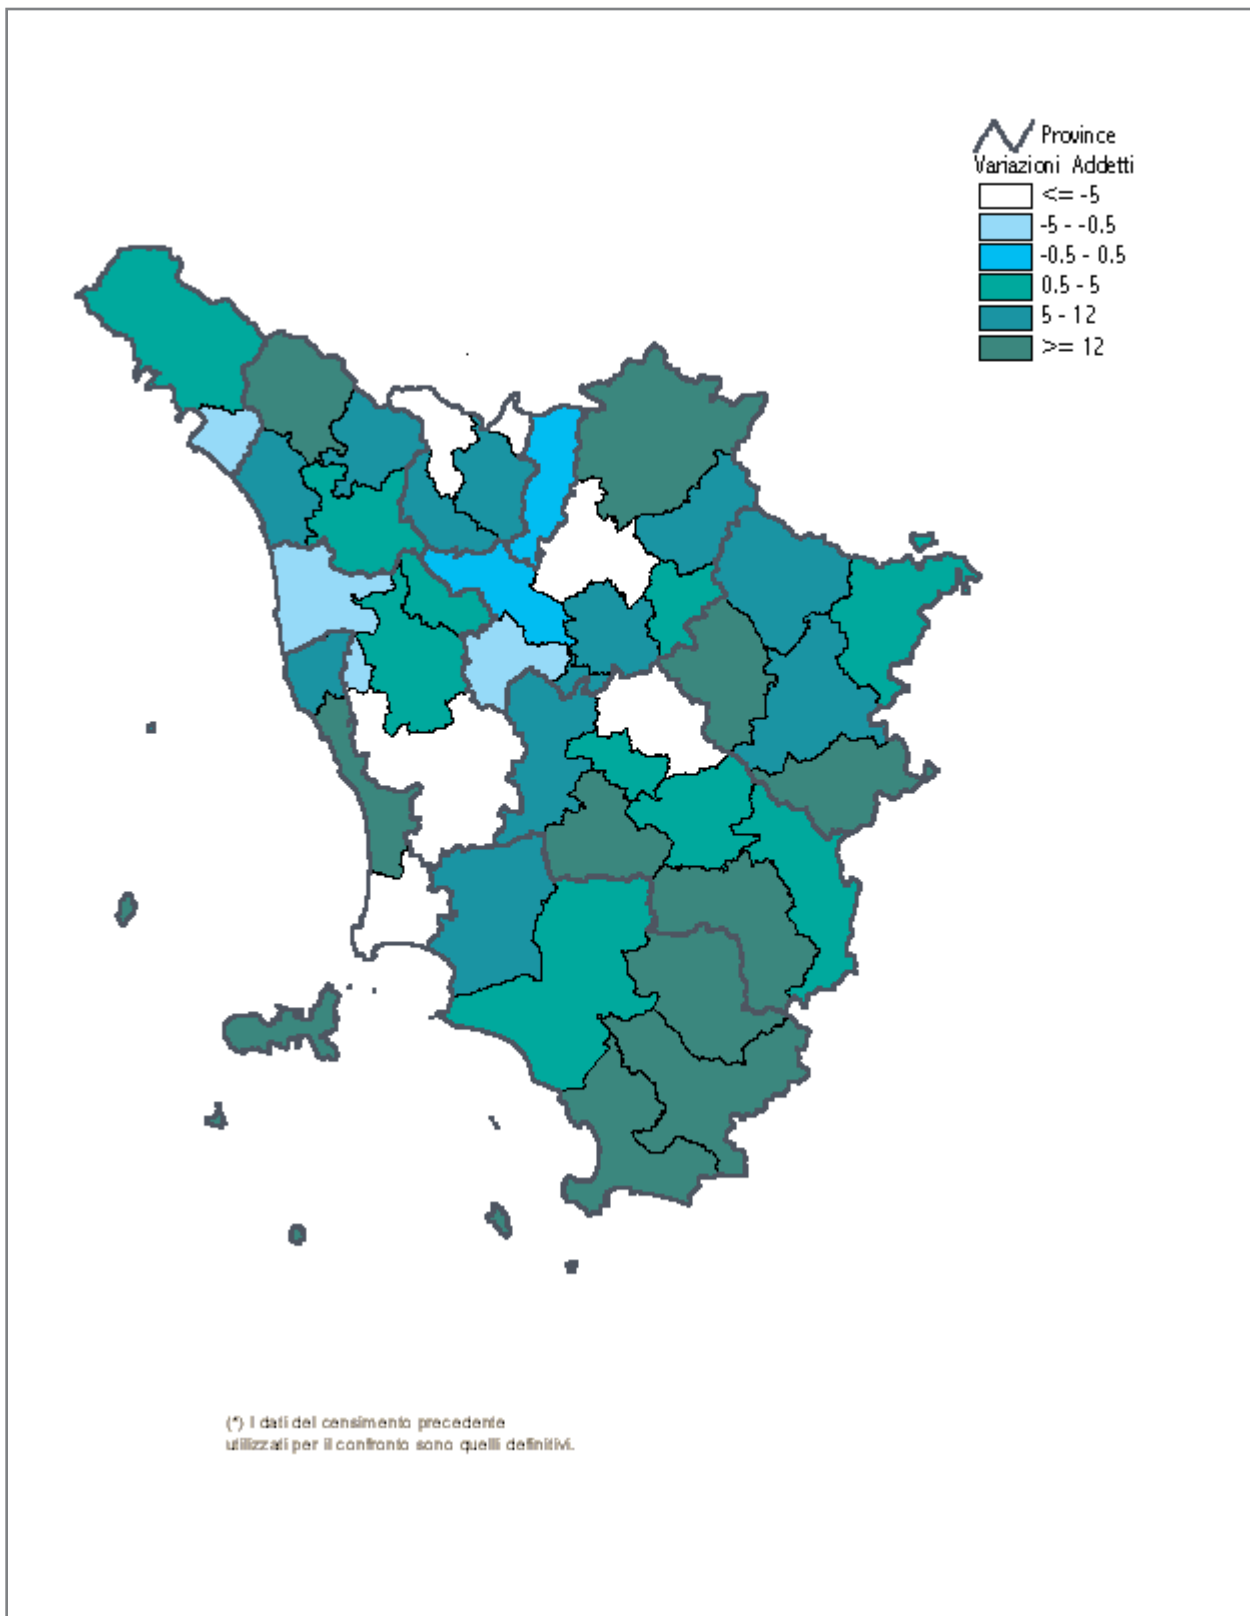 Province
Variazioni Addetti
<= -5
-5 - -0.5
-0.5 - 0.5
0.5 - 5
5 - 12
>= 12
(*) I dati del censimento precedente
utilizzati per il confronto sono quelli definitivi.